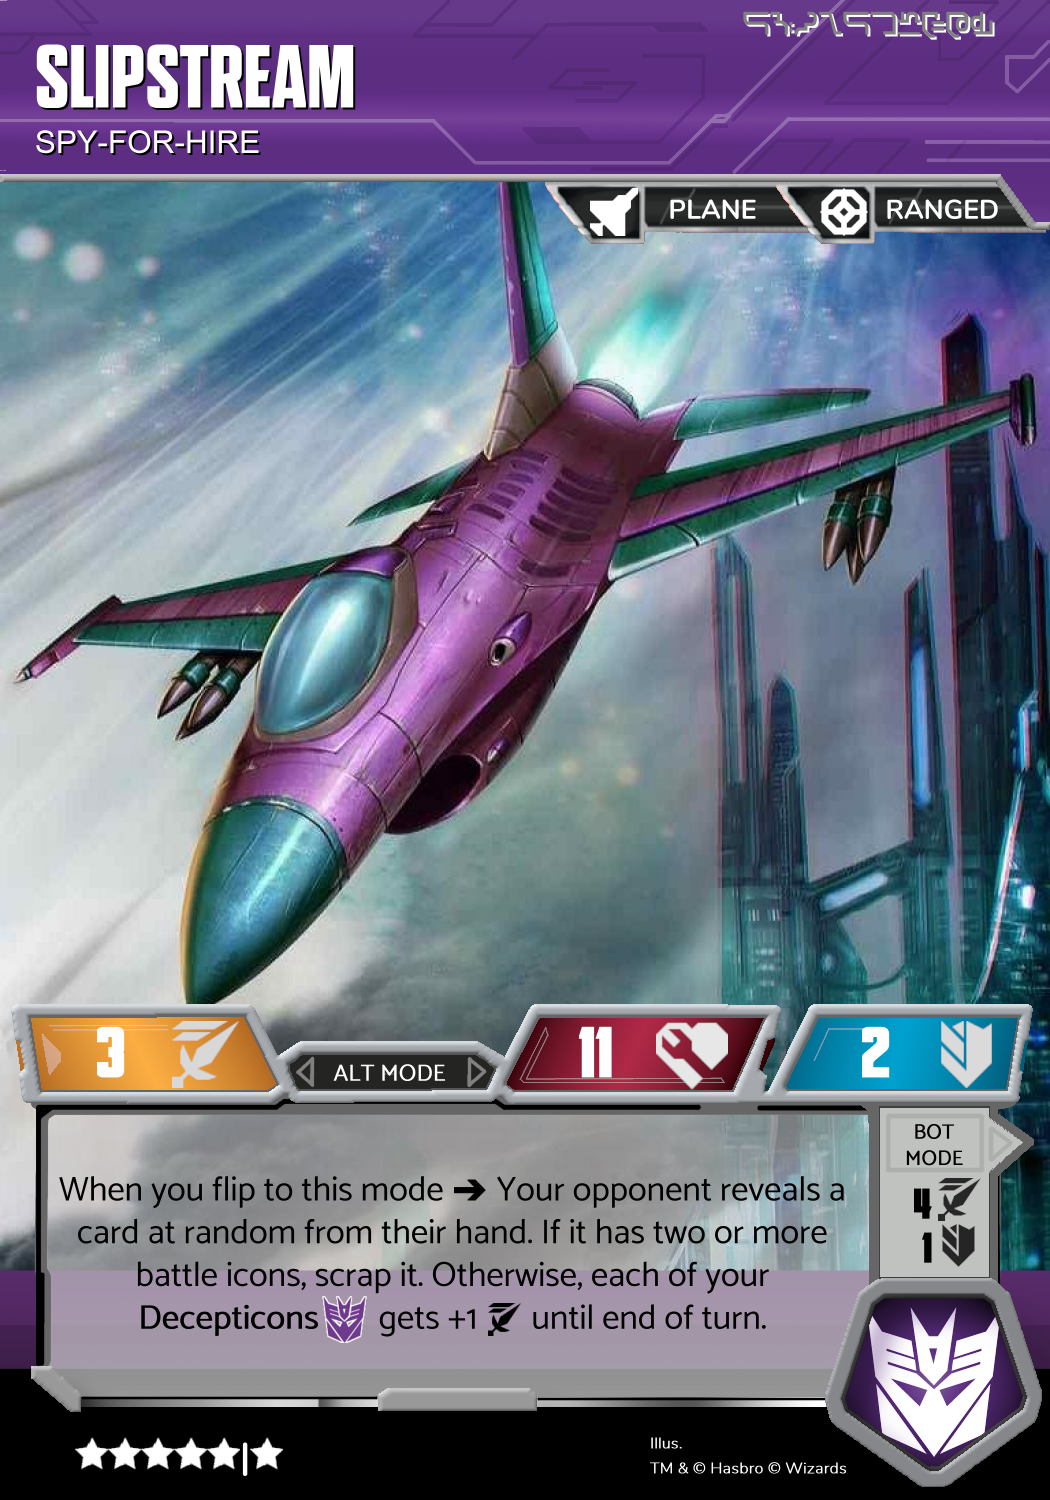 SLIPSTREAM
SPY-FOR-HIRE
PLANE
RANGED
3
ALT MODE
11
2
When you flip to this mode ➔ Your opponent reveals a
card at random from their hand. If it has two or more
battle icons, scrap it. Otherwise, each of your
Decepticons gets +1 until end of turn.
BOT
MODE
4
1
Illus.
TM & © Hasbro © Wizards